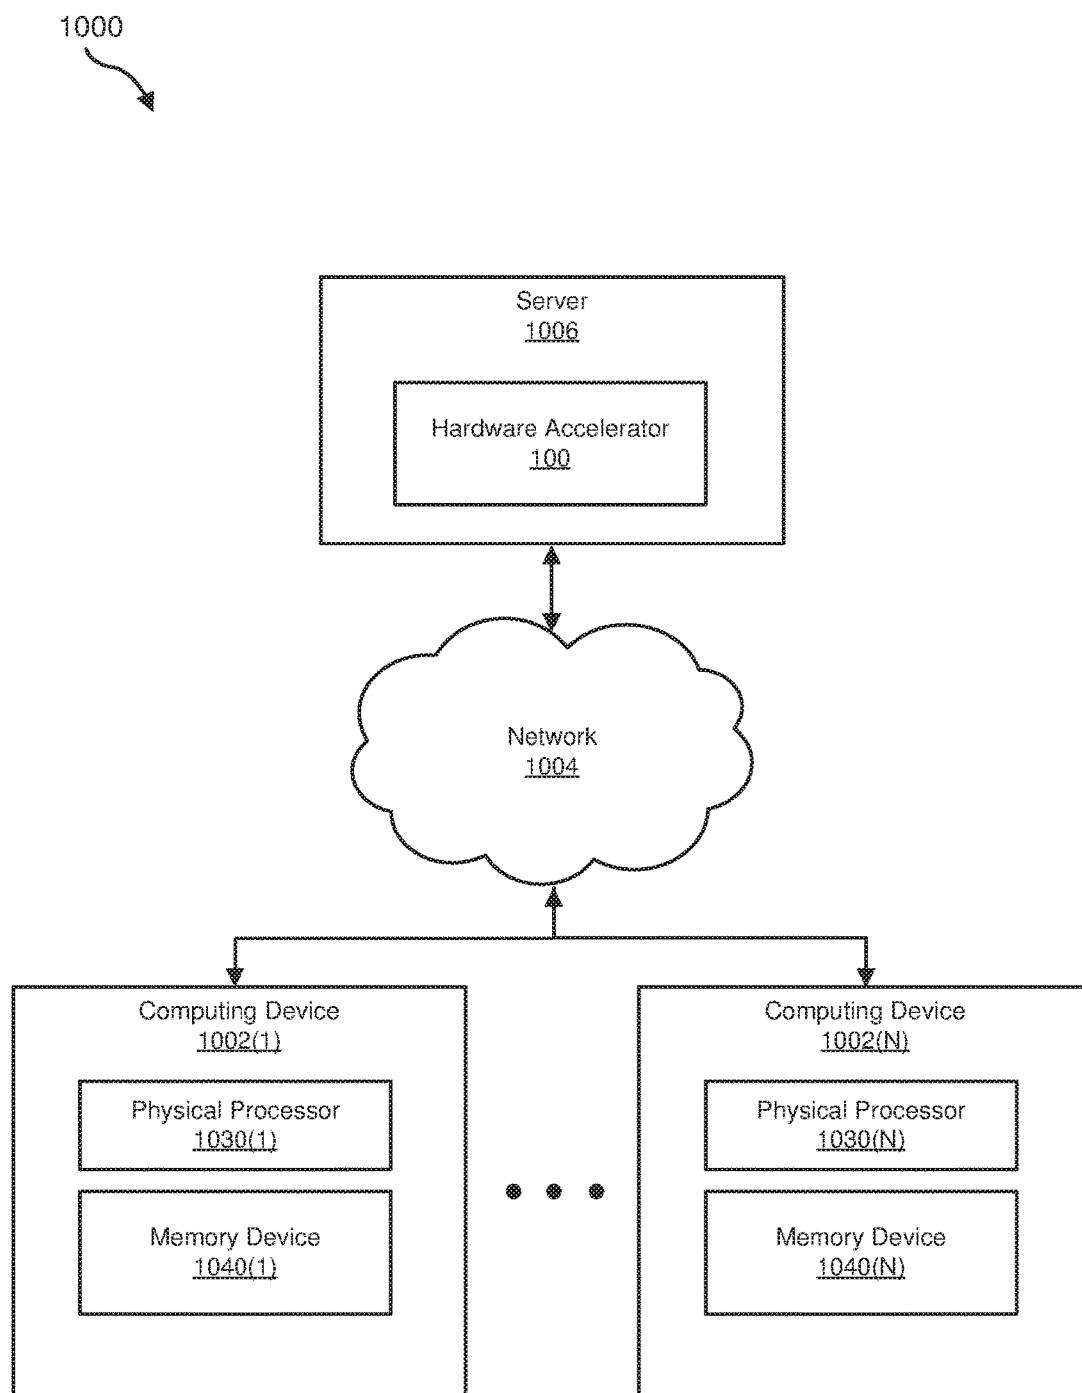 1000
Server
1006
Hardware Accelerator
100
Network
1004
Computing Device
1002(1)
Physical Processor
1030(1)
Memory Device
1040(1)
Computing Device
1002(N)
Physical Processor
1030(N)
Memory Device
1040(N)